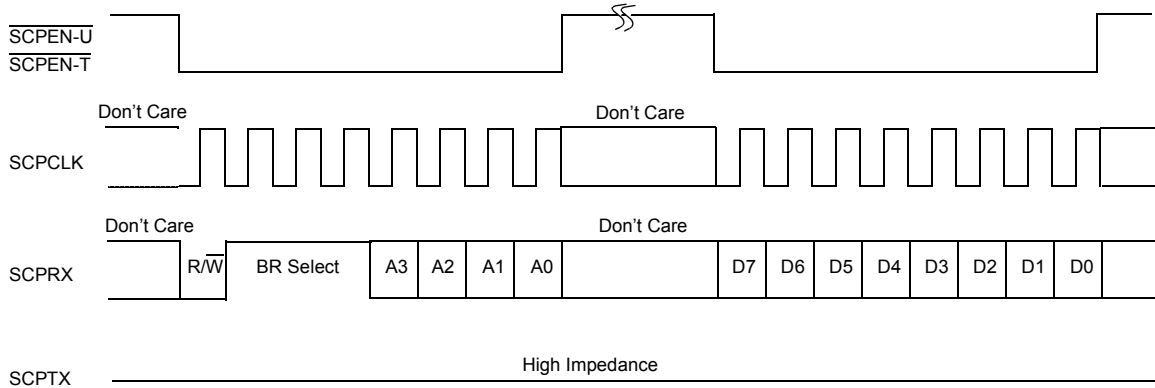 SCPEN-U
SCPEN-T
Don't Care Don't Care
SCPCLK
Don't Care Don't Care
SCPRX R/W BR Select A3 A2 A1 A0 D7 D6 D5 D4 D3 D2 D1 D0
High Impedance
SCPTX